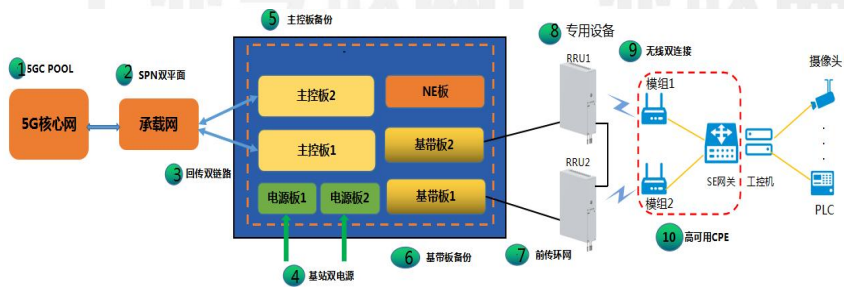 5 主控板备份
8 专用设备
1 5GC POOL
2 SPN双平面
RRU1
9 无线双连接
摄像头
模组1
主控板2
NE板
5G核心网
承载网
主控板1
基带板2
RRU2
SE网关
工控机
3 回传双链路
电源板1
电源板2
基带板1
模组2
PLC
10 高可用CPE
4 基站双电源
6 基带板备份
7 前传环网